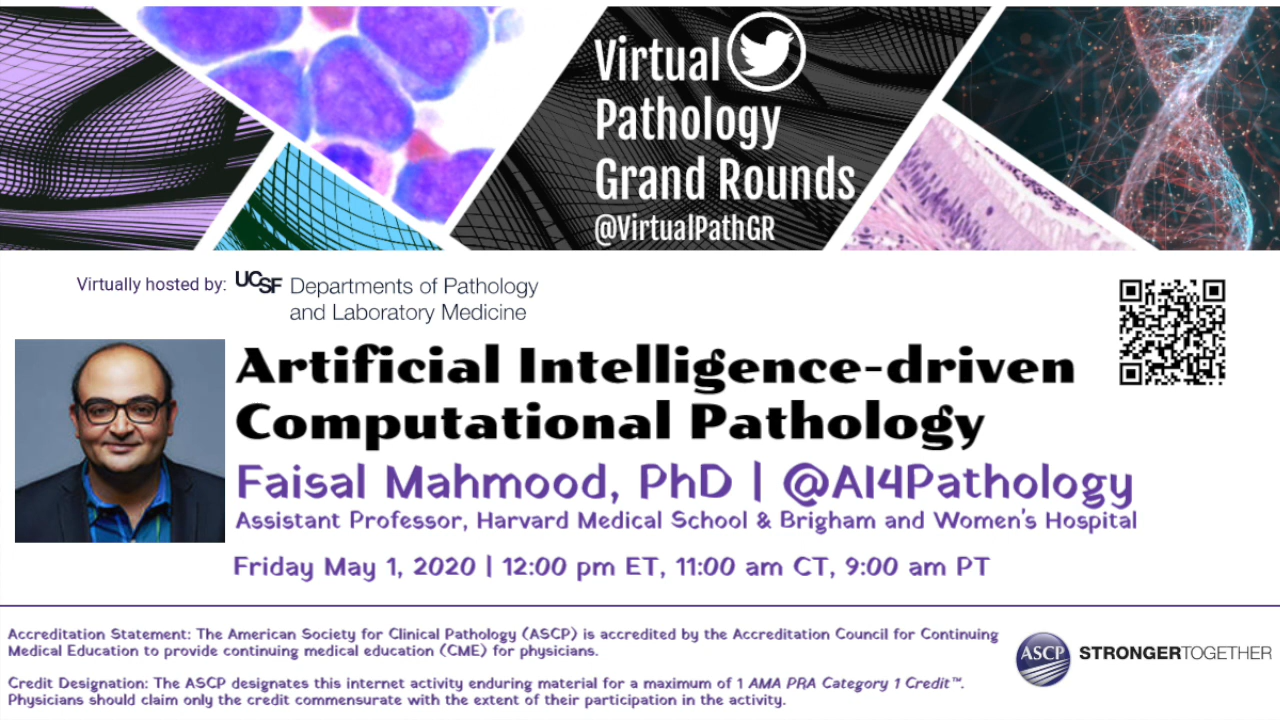 Virtual
Pathology
Grand Rounds
@VirtualPathGR
Virtually hosted by: UCSF Departments of Pathology
and Laboratory Medicine
Artificial Intelligence-driven
Computational Pathology
Faisal Mahmood, PhD | @AI4Pathology
Assistant Professor, Harvard Medical School & Brigham and Women's Hospital
Friday May 1, 2020 | 12:00 pm ET, 11:00 am CT, 9:00 am PT
Accreditation Statement: The American Society for Clinical Pathology (ASCP) is accredited by the Accreditation Council for Continuing
Medical Education to provide continuing medical education (CME) for physicians.
Credit Designation: The ASCP designates this internet activity enduring material for a maximum of 1 AMA PRA Category 1 Credit™.
Physicians should claim only the credit commensurate with the extent of their participation in the activity.
ASCP STRONGERTOGETHER